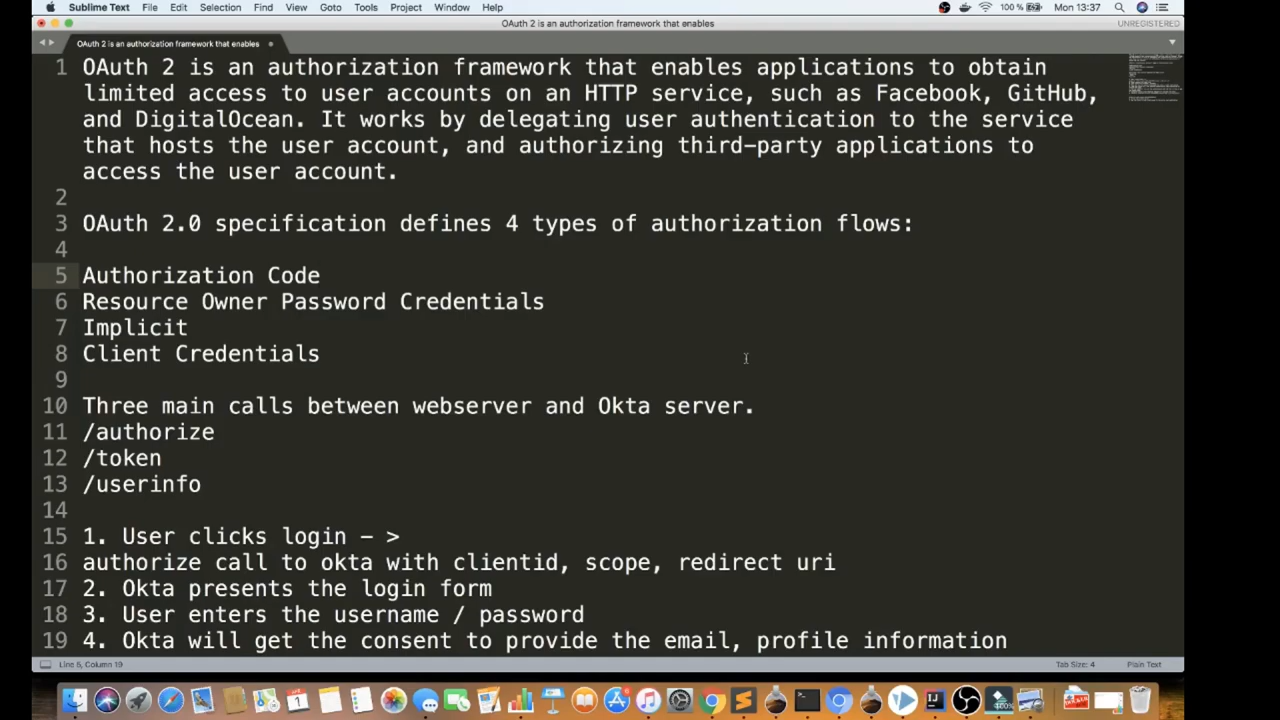 Sublime Text File Edit Selection Find View Goto Tools Project Window Help 100% Mon 13:37
OAuth 2 is an authorization framework that enables UNREGISTERED
OAuth 2 is an authorization framework that enables
1 OAuth 2 is an authorization framework that enables applications to obtain
limited access to user accounts on an HTTP service, such as Facebook, GitHub,
and DigitalOcean. It works by delegating user authentication to the service
that hosts the user account, and authorizing third-party applications to
access the user account.
2
3 OAuth 2.0 specification defines 4 types of authorization flows:
4
5 Authorization Code
6 Resource Owner Password Credentials
7 Implicit
8 Client Credentials
9
10 Three main calls between webserver and Okta server.
11 /authorize
12 /token
13 /userinfo
14
15 1. User clicks login - >
16 authorize call to okta with clientid, scope, redirect uri
17 2. Okta presents the login form
18 3. User enters the username / password
19 4. Okta will get the consent to provide the email, profile information
Line 5, Column 19 Tab Size: 4 Plain Text